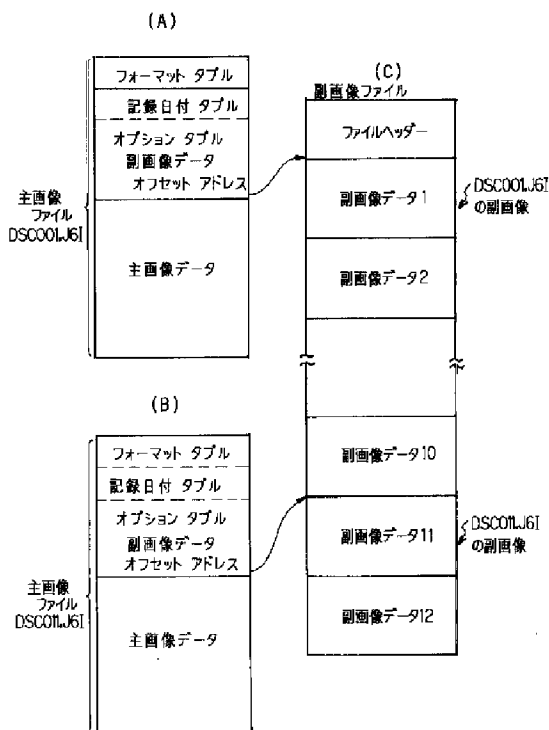 (A)
フォーマット タプル
記録日付 タプル
オプション タプル
副画像データ
オフセット アドレス
主画像データ
主画像
ファイル
DSC001.J6I
(C)
副画像ファイル
ファイルヘッダー
副画像データ1
副画像データ2
DSC001.J6I
の副画像
副画像データ10
副画像データ11
副画像データ12
DSC011.J6I
の副画像
(B)
フォーマット タプル
記録日付 タプル
オプション タプル
副画像データ
オフセット アドレス
主画像データ
主画像
ファイル
DSC011.J6I